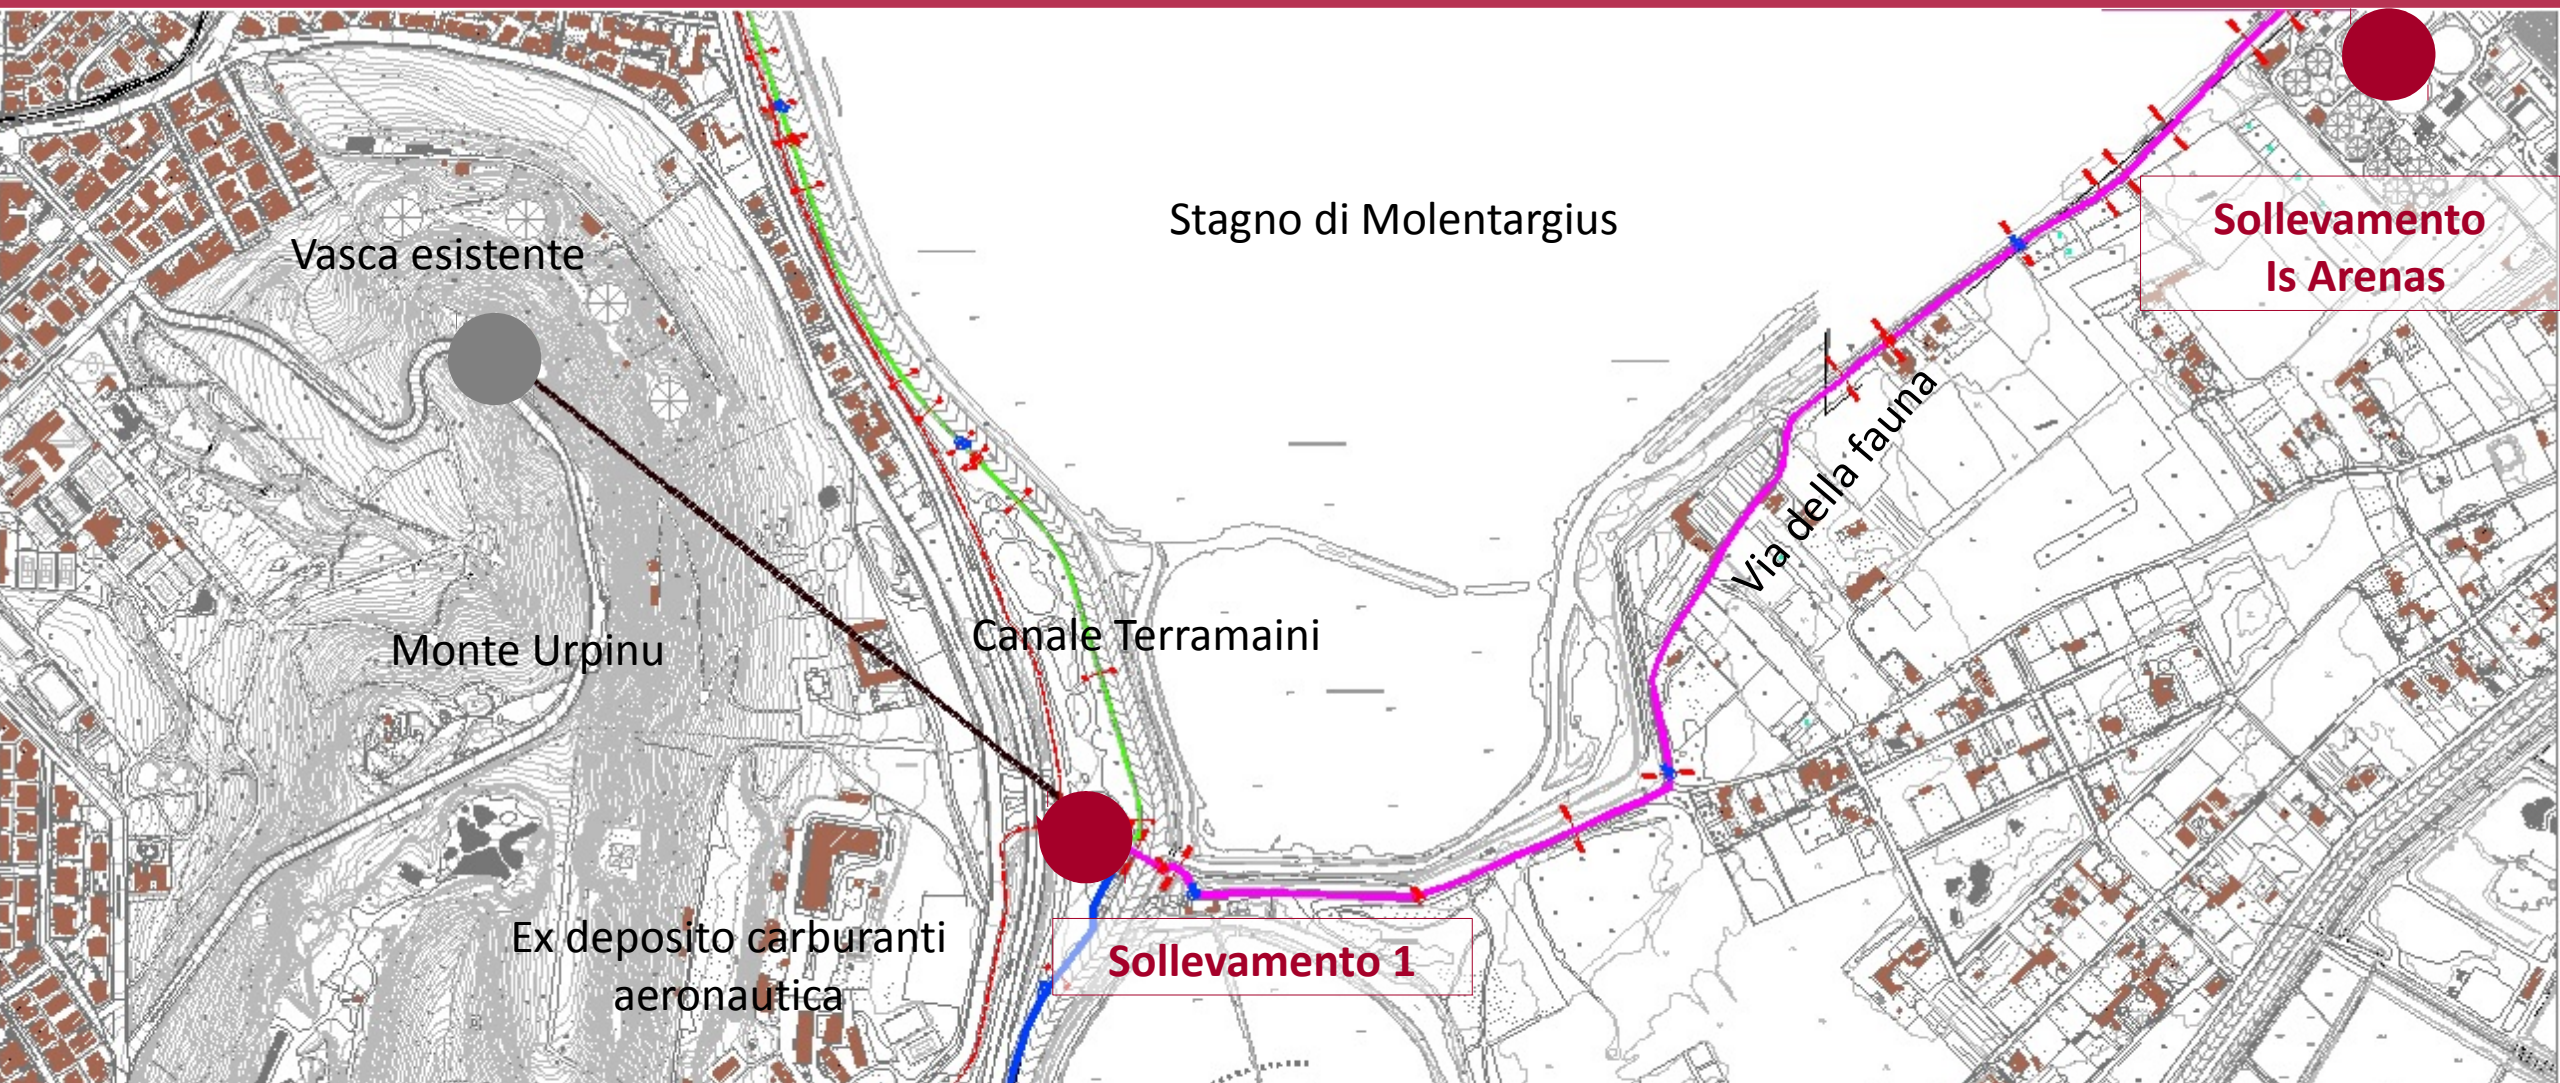 Stagno di Molentargius
Sollevamento
Is Arenas
Vasca esistente
Via della fauna
Canale Terramaini
Monte Urpinu
Ex deposito carburanti
aeronautica
Sollevamento 1